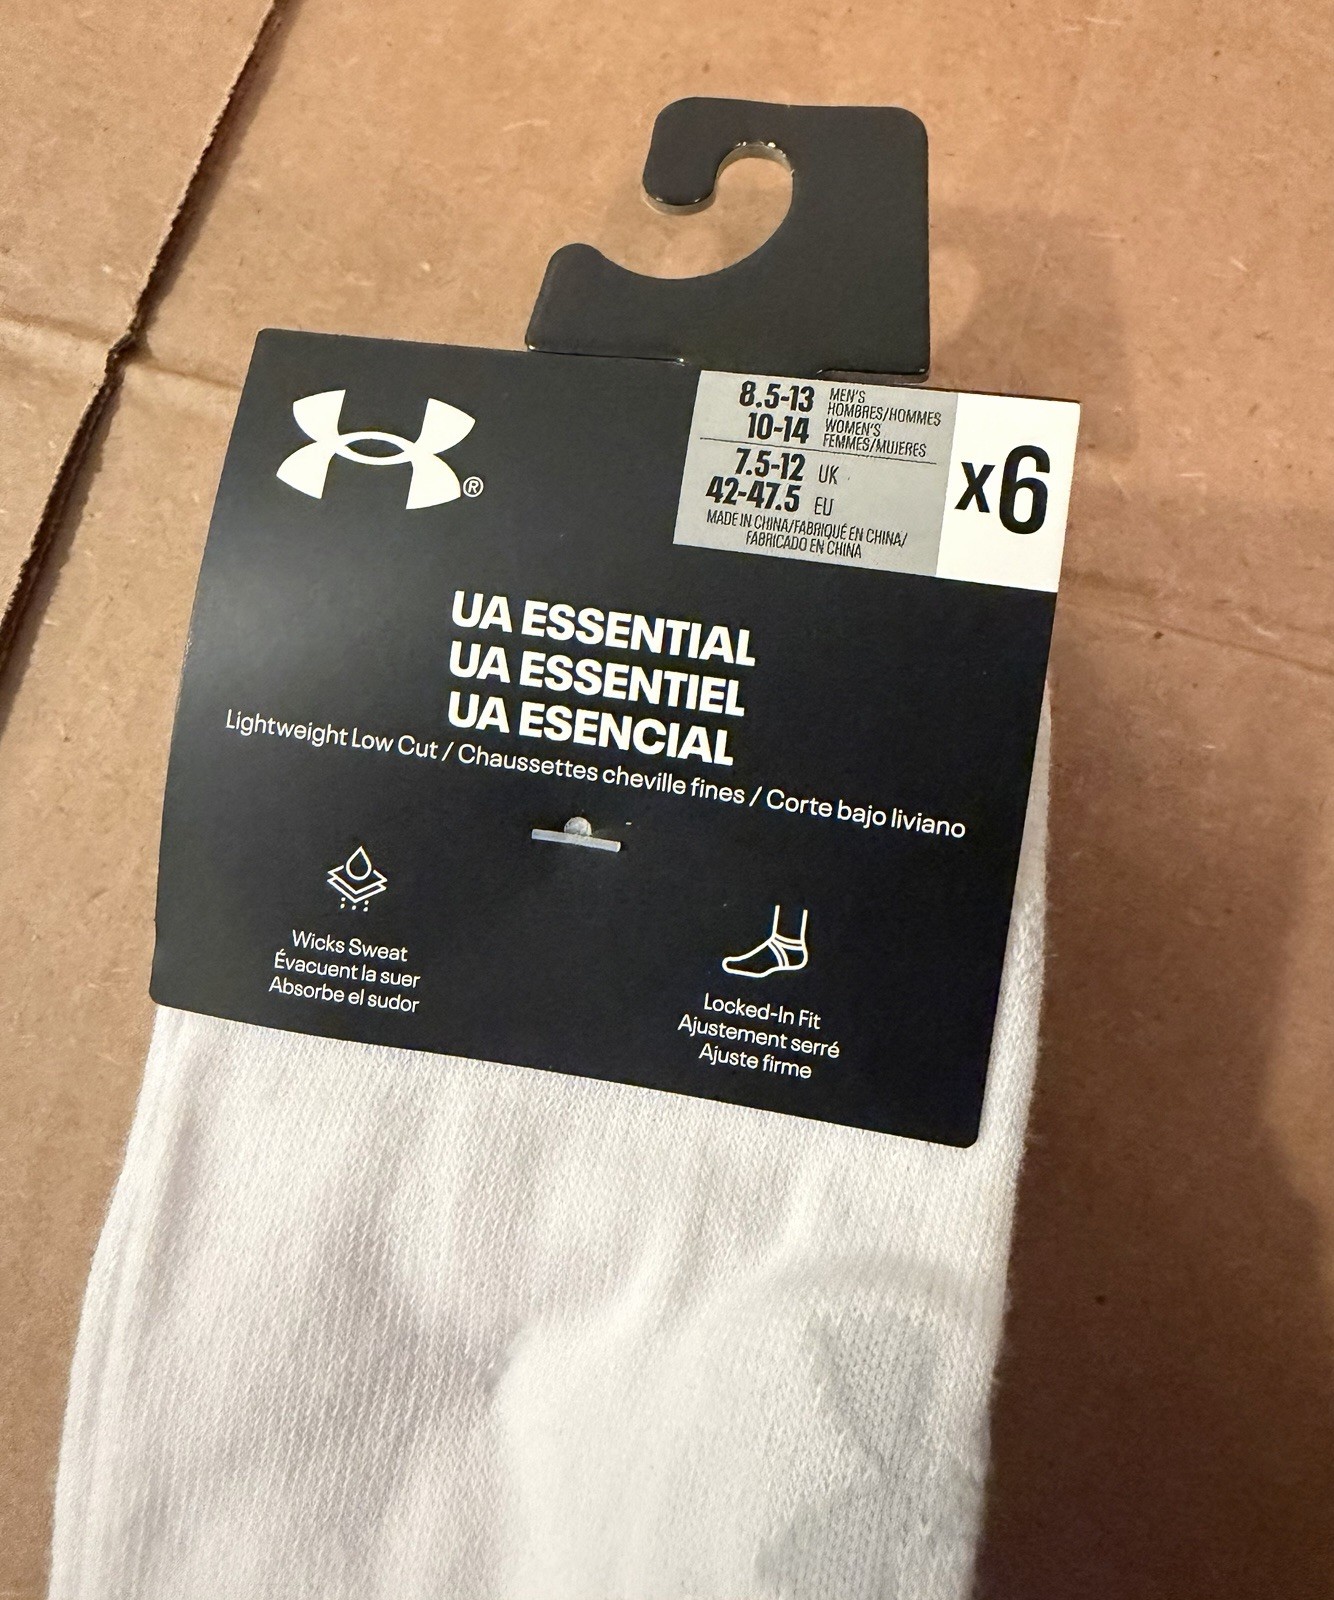 8.5-13 MEN'S
HOMBRES/HOMMES
10-14 WOMEN'S
FEMMES/MUJERES
7.5-12 UK
42-47.5 EU
MADE IN CHINA/FABRIQUÉ EN CHINA/
FABRICADO EN CHINA
x6
®
UA ESSENTIAL
UA ESSENTIEL
UA ESENCIAL
Lightweight Low Cut / Chaussettes cheville fines / Corte bajo liviano
Wicks Sweat
Évacuent la suer
Absorbe el sudor
Locked-In Fit
Ajustement serré
Ajuste firme